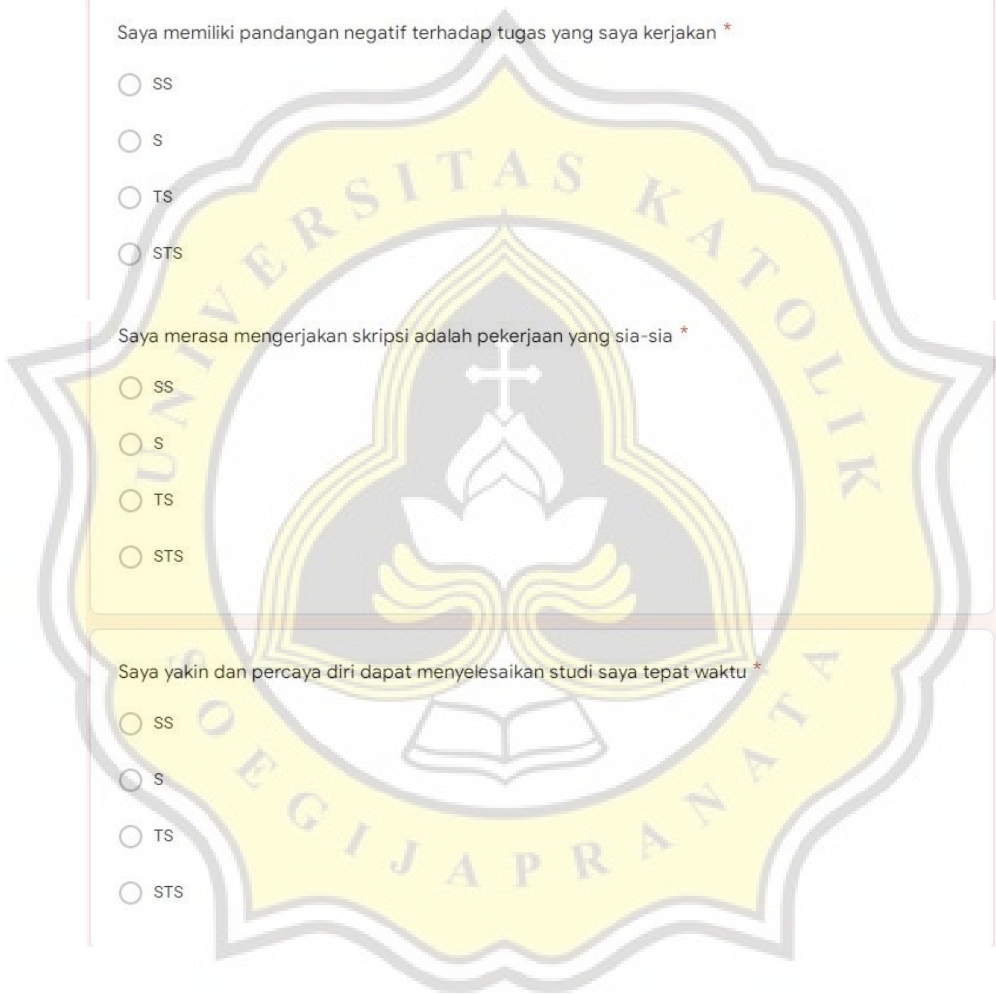 Saya memiliki pandangan negatif terhadap tugas yang saya kerjakan *
SS
S
TS
STS
Saya merasa mengerjakan skripsi adalah pekerjaan yang sia-sia *
SS
S
TS
STS
Saya yakin dan percaya diri dapat menyelesaikan studi saya tepat waktu *
SS
S
TS
STS
UNIVERSITAS KATOLIK
SOEGIJAPRANATA